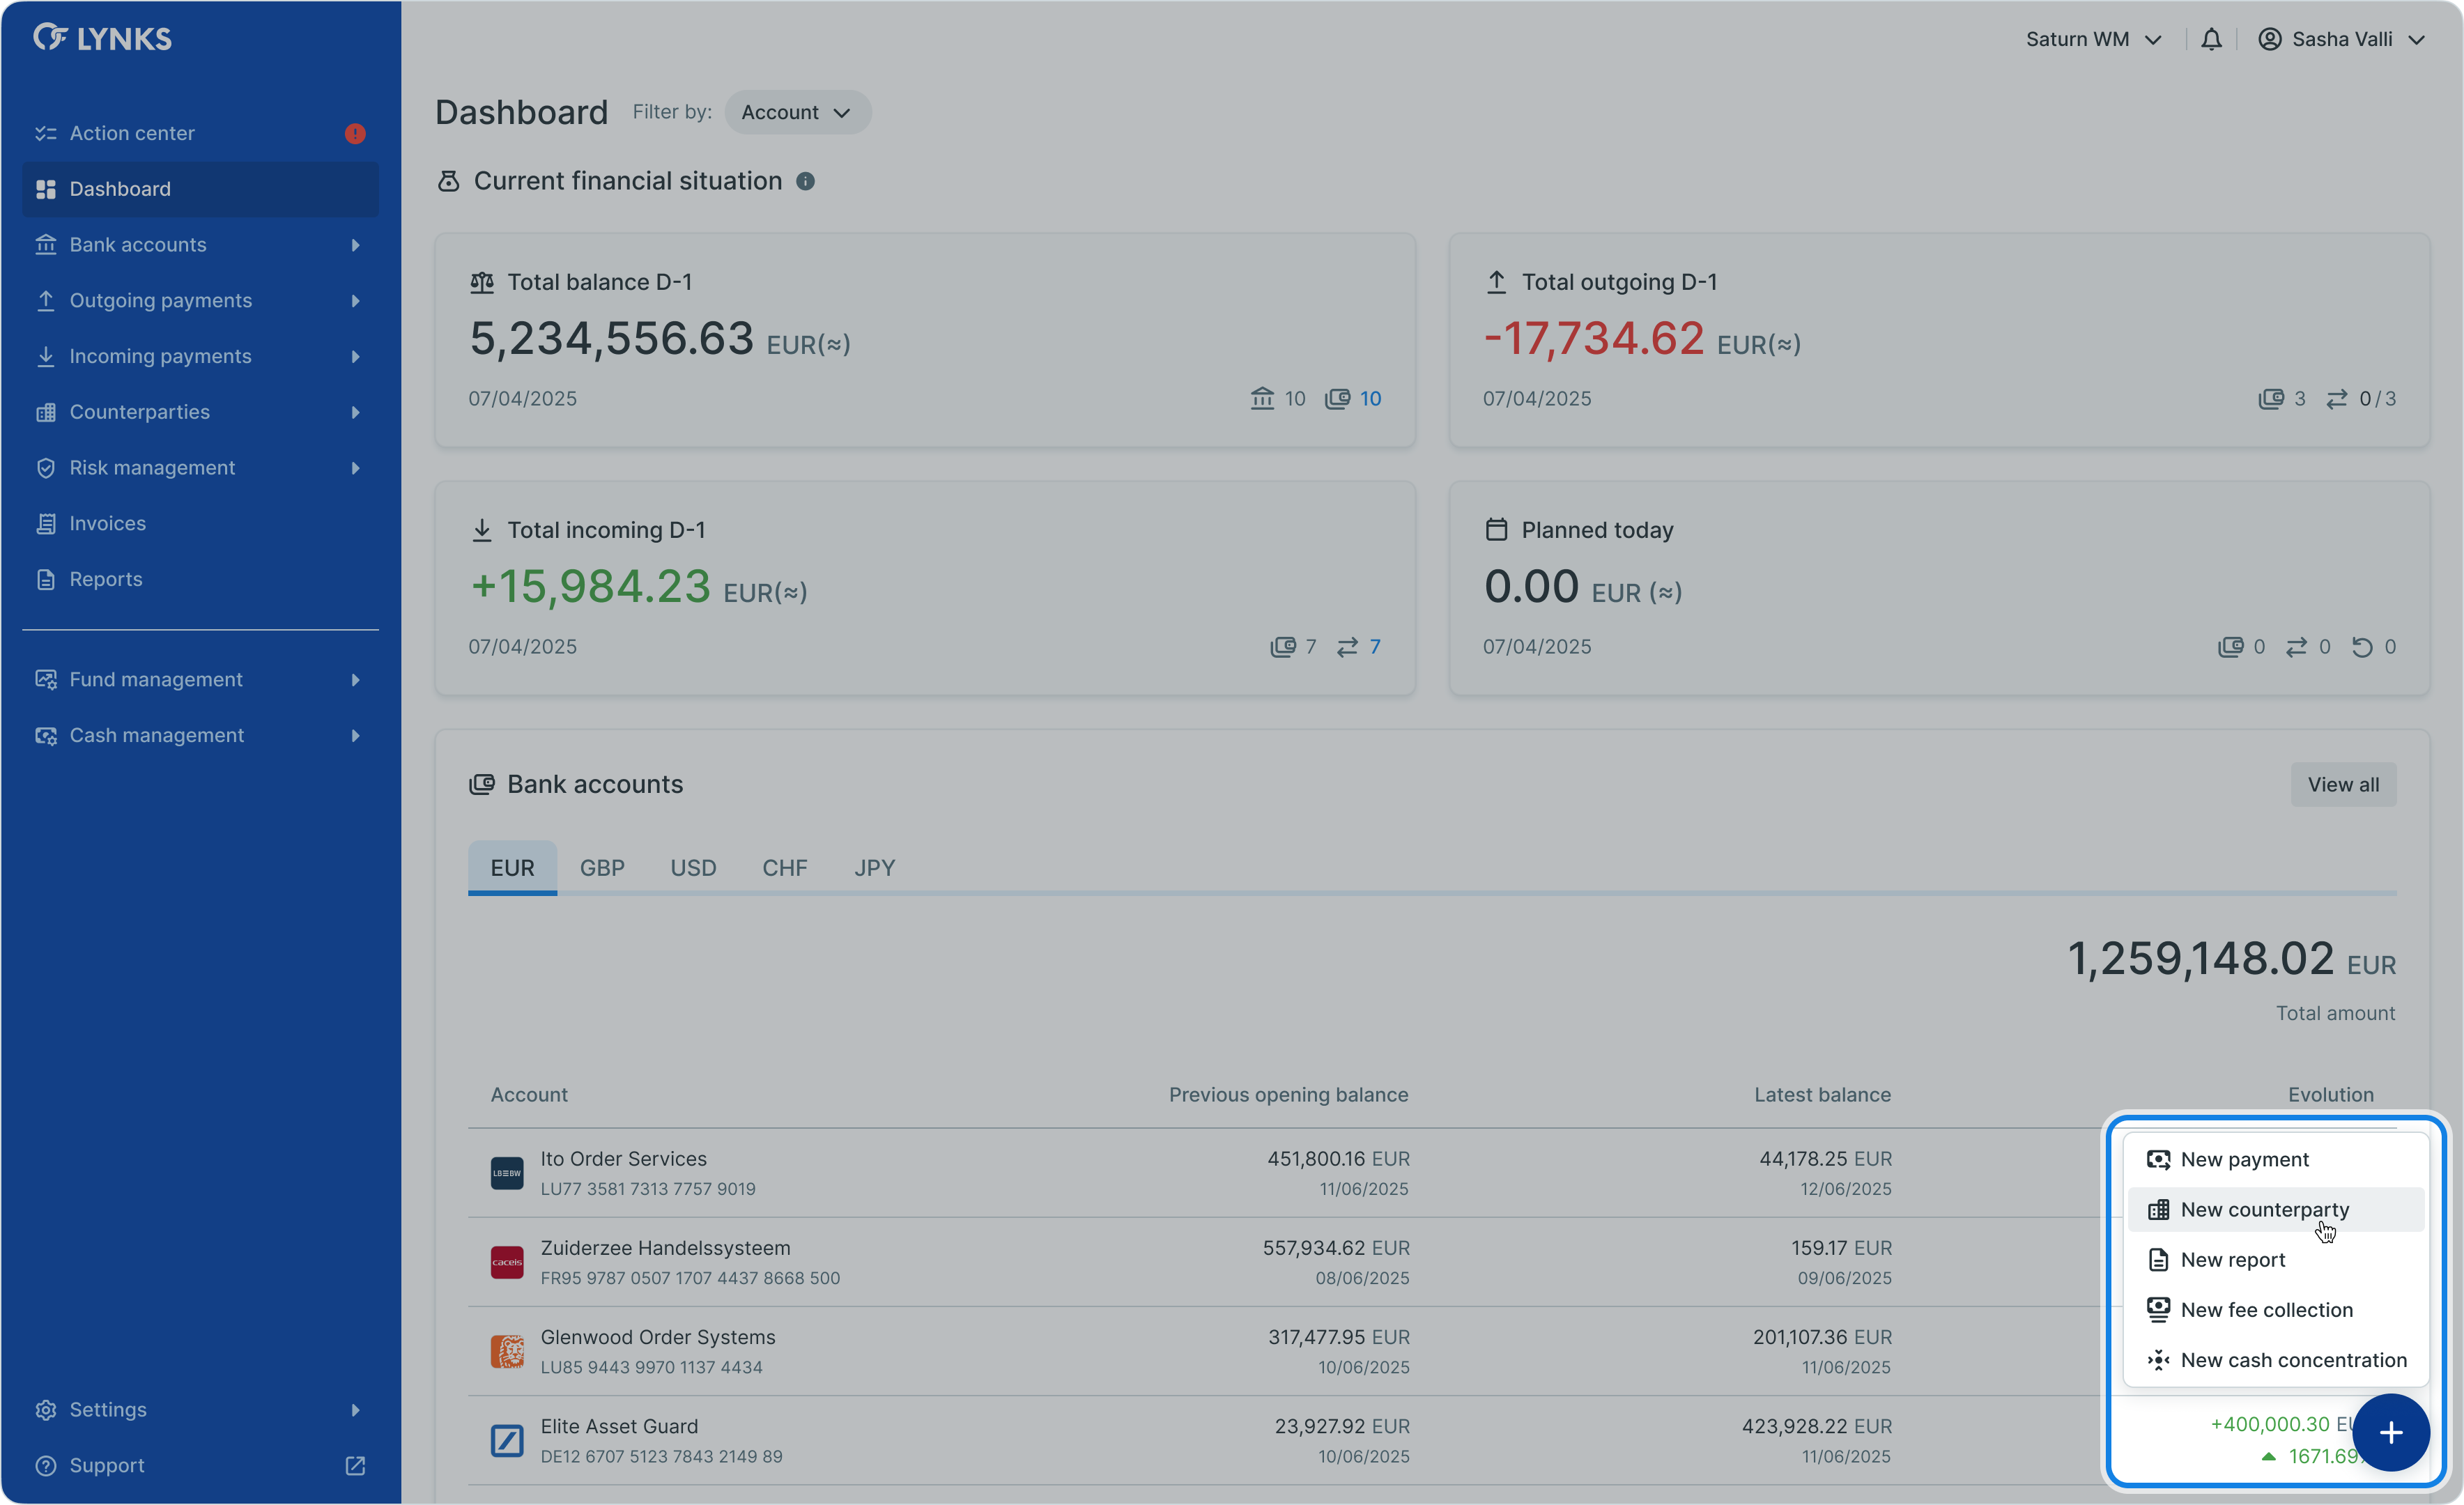 LYNKS
Saturn WM
Sasha Valli
Action center
Dashboard
Bank accounts
Outgoing payments
Incoming payments
Counterparties
Risk management
Invoices
Reports
Fund management
Cash management
Settings
Support
Dashboard Filter by: Account
Current financial situation
Total balance D-1
5,234,556.63 EUR(≈)
07/04/2025 10 10
Total outgoing D-1
-17,734.62 EUR(≈)
07/04/2025 3 0/3
Total incoming D-1
+15,984.23 EUR(≈)
07/04/2025 7 7
Planned today
0.00 EUR (≈)
07/04/2025 0 0 0
Bank accounts View all
EUR GBP USD CHF JPY
1,259,148.02 EUR
Total amount
Account Previous opening balance Latest balance Evolution
LBBW
Ito Order Services 451,800.16 EUR 44,178.25 EUR
LU77 3581 7313 7757 9019 11/06/2025 12/06/2025
caceis
Zuiderzee Handelssysteem 557,934.62 EUR 159.17 EUR
FR95 9787 0507 1707 4437 8668 500 08/06/2025 09/06/2025
Glenwood Order Systems 317,477.95 EUR 201,107.36 EUR
LU85 9443 9970 1137 4434 10/06/2025 11/06/2025
Elite Asset Guard 23,927.92 EUR 423,928.22 EUR +400,000.30
DE12 6707 5123 7843 2149 89 10/06/2025 11/06/2025 1671.69
New payment
New counterparty
New report
New fee collection
New cash concentration